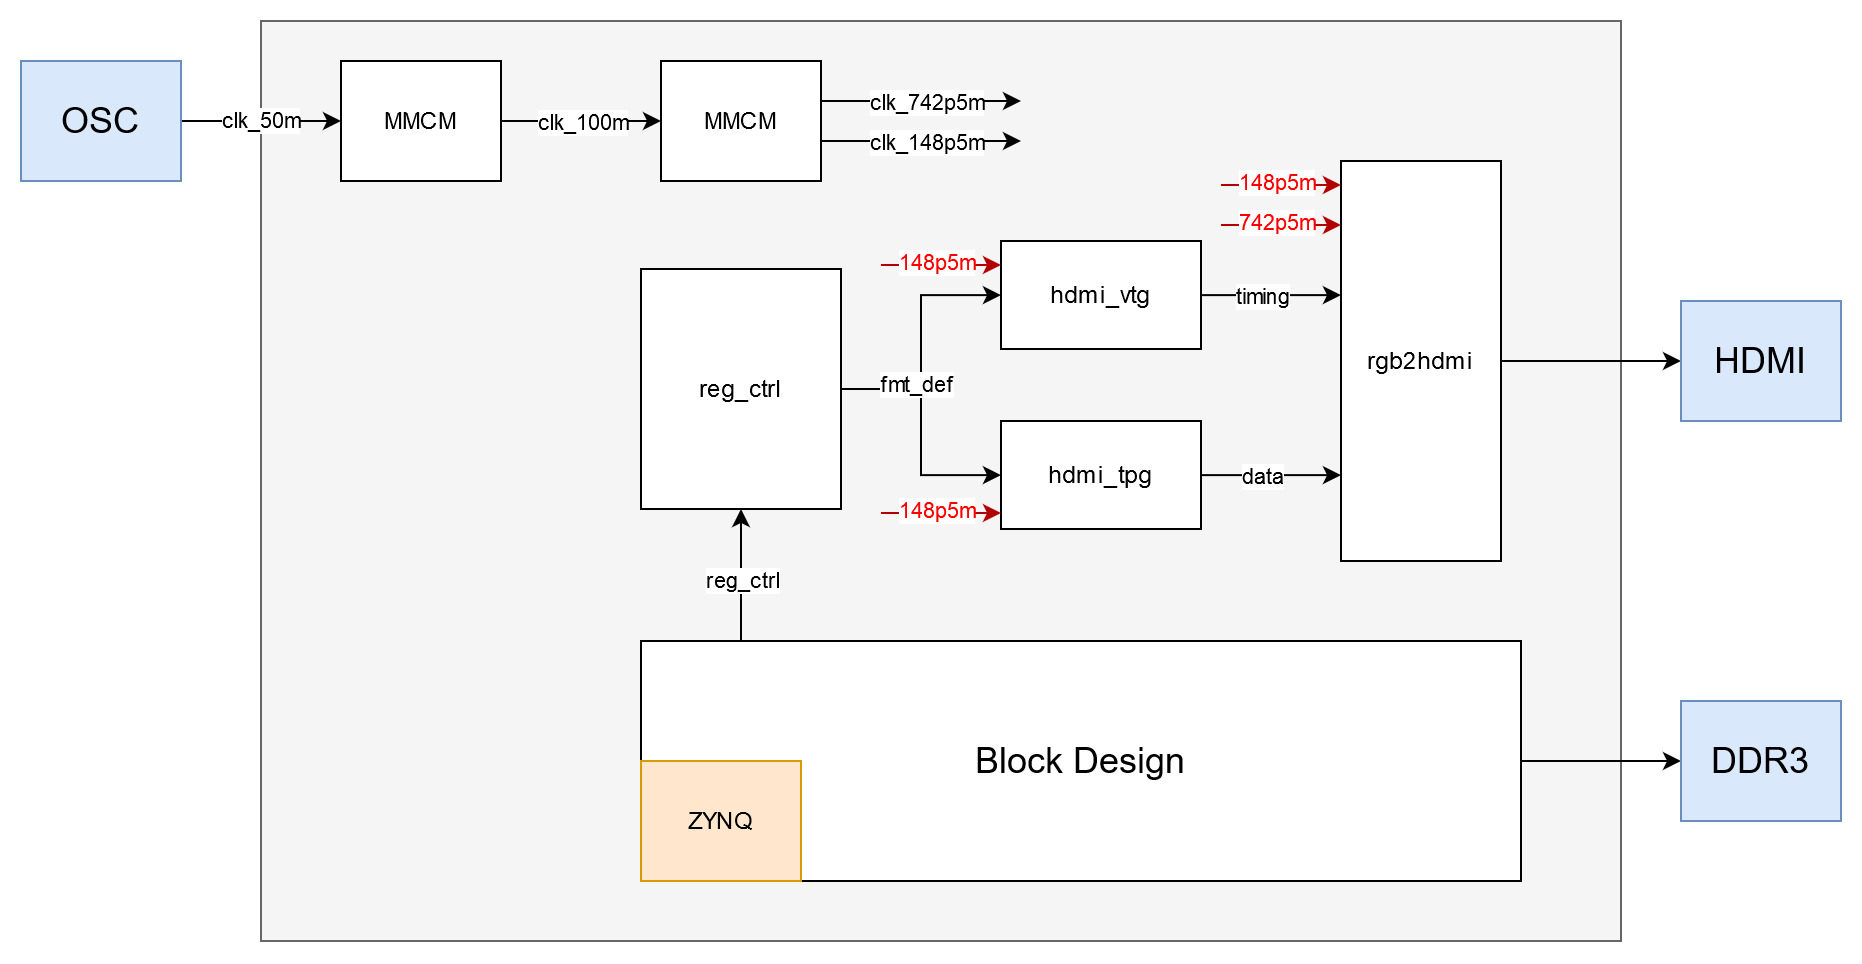 OSC
clk_50m
MMCM
clk_100m
MMCM
clk_742p5m
clk_148p5m
148p5m
742p5m
148p5m
hdmi_vtg
timing
rgb2hdmi
HDMI
reg_ctrl
fmt_def
hdmi_tpg
data
148p5m
reg_ctrl
Block Design
DDR3
ZYNQ